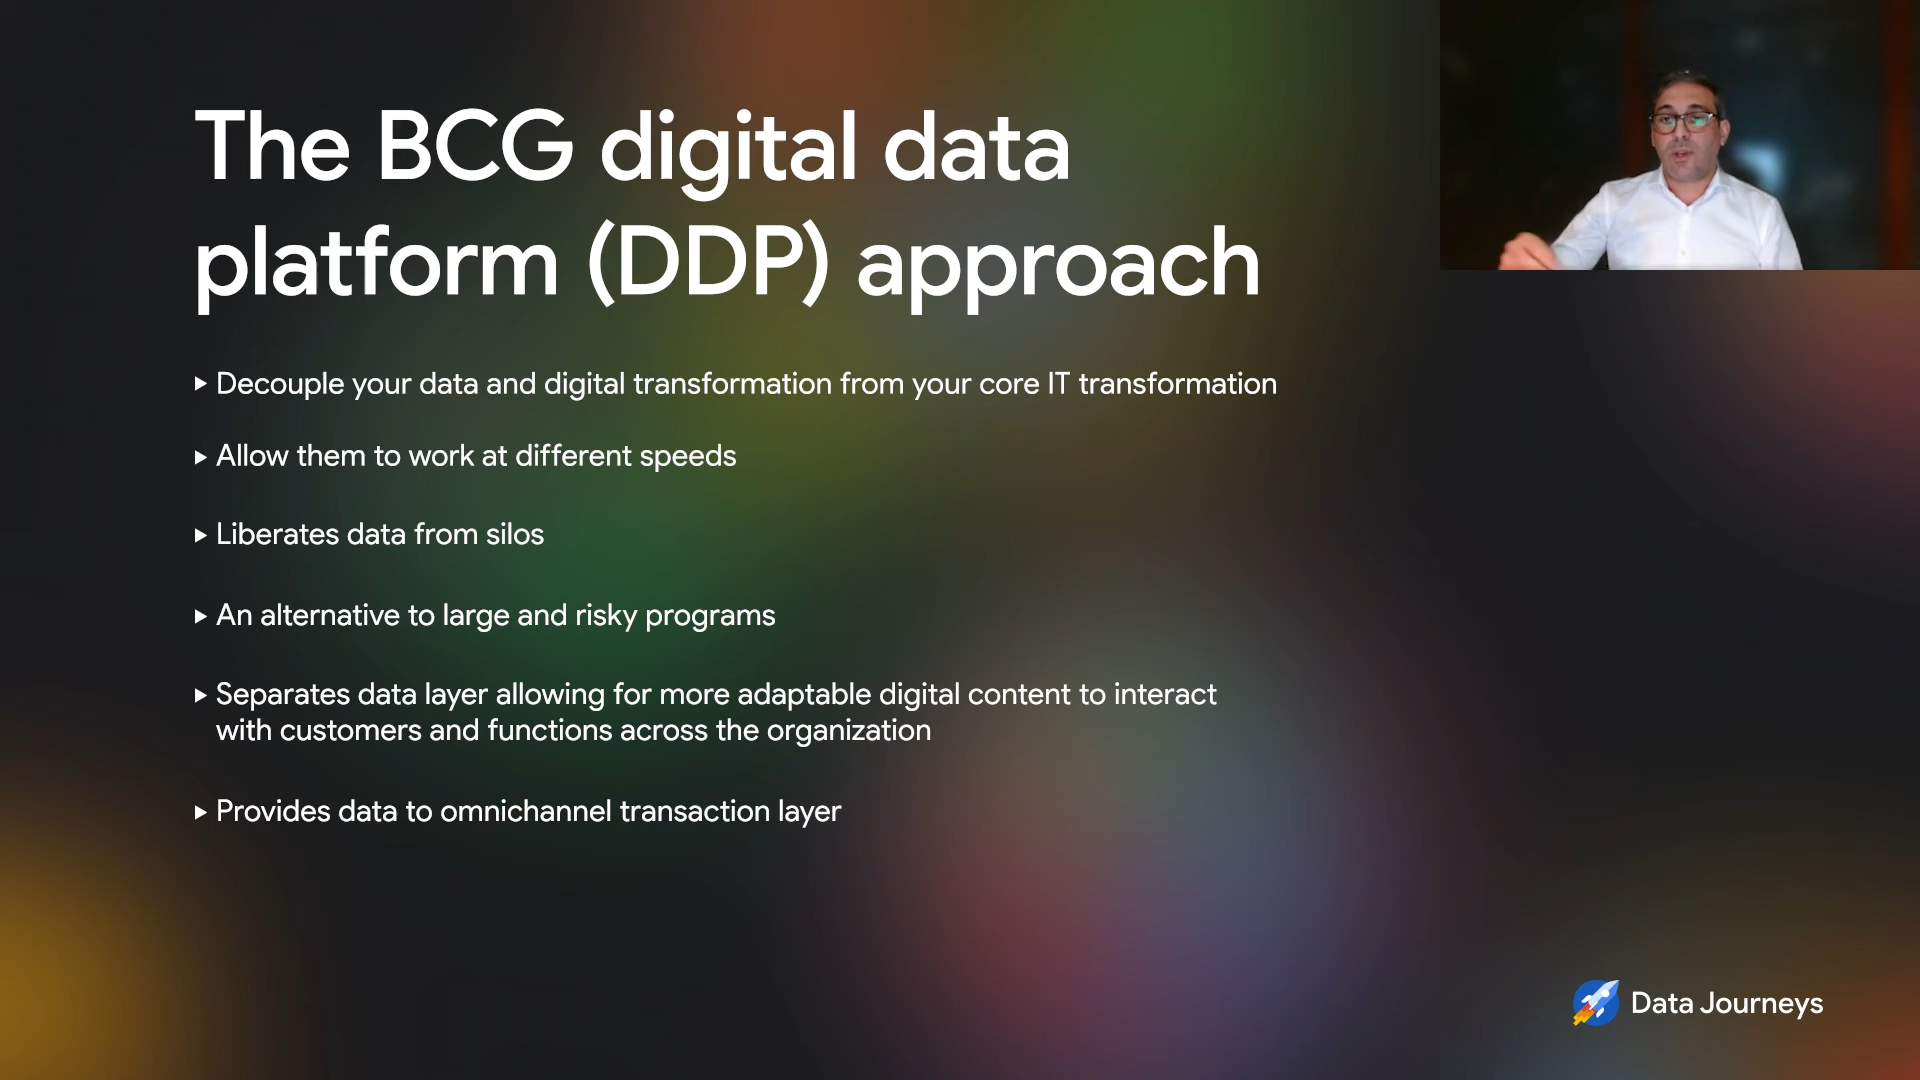 The BCG digital data
platform (DDP) approach
▸ Decouple your data and digital transformation from your core IT transformation
▸ Allow them to work at different speeds
▸ Liberates data from silos
▸ An alternative to large and risky programs
▸ Separates data layer allowing for more adaptable digital content to interact
with customers and functions across the organization
▸ Provides data to omnichannel transaction layer
Data Journeys